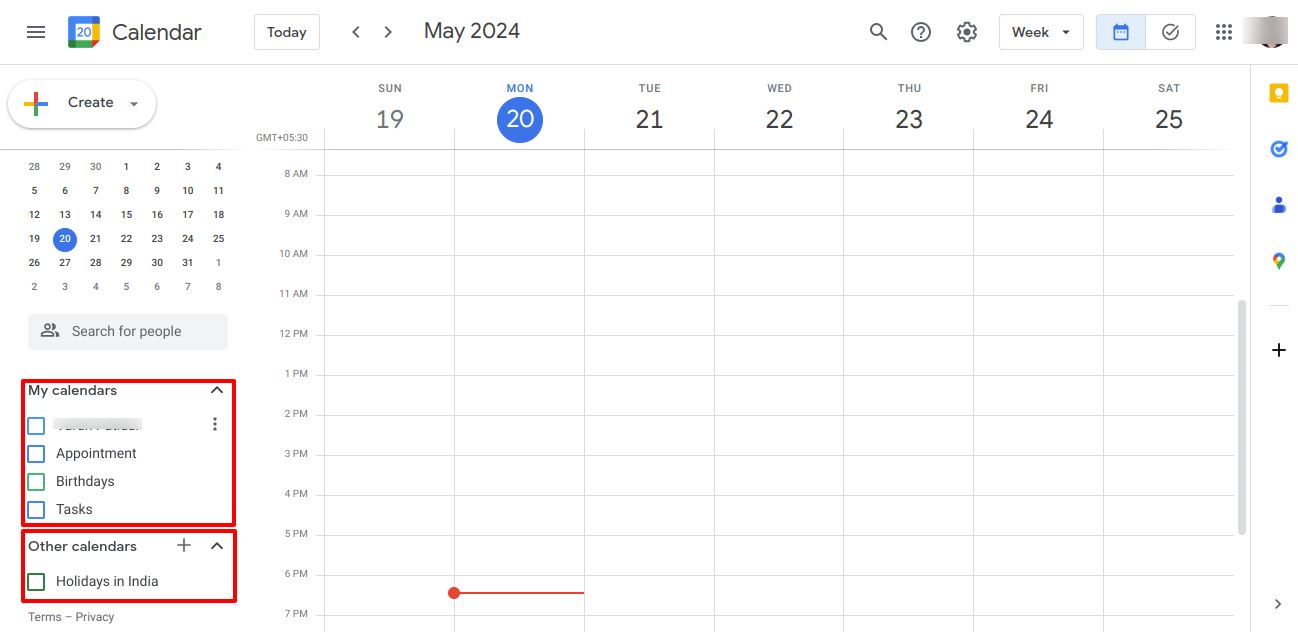 20 Calendar Today May 2024 Week
Create
SUN MON TUE WED THU FRI SAT
19 20 21 22 23 24 25
GMT+05:30
28 29 30 1 2 3 4
5 6 7 8 9 10 11
12 13 14 15 16 17 18
19 20 21 22 23 24 25
26 27 28 29 30 31 1
2 3 4 5 6 7 8
Search for people
My calendars
Appointment
Birthdays
Tasks
Other calendars
Holidays in India
Terms – Privacy
8 AM
9 AM
10 AM
11 AM
12 PM
1 PM
2 PM
3 PM
4 PM
5 PM
6 PM
7 PM